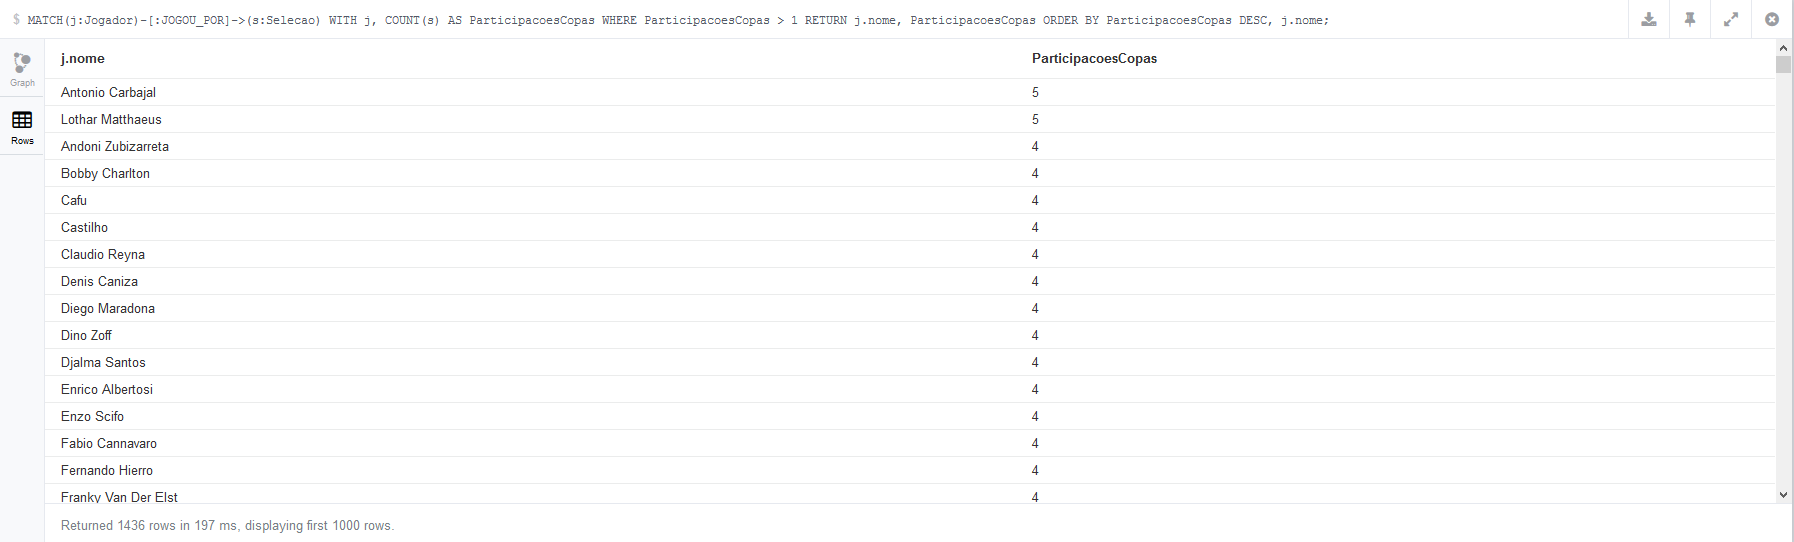 $ MATCH(j:Jogador)-[:JOGOU_POR]->(s:Selecao) WITH j, COUNT(s) AS ParticipacoesCopas WHERE ParticipacoesCopas > 1 RETURN j.nome, ParticipacoesCopas ORDER BY ParticipacoesCopas DESC, j.nome;
Graph
Rows
j.nome ParticipacoesCopas
Antonio Carbajal 5
Lothar Matthaeus 5
Andoni Zubizarreta 4
Bobby Charlton 4
Cafu 4
Castilho 4
Claudio Reyna 4
Denis Caniza 4
Diego Maradona 4
Dino Zoff 4
Djalma Santos 4
Enrico Albertosi 4
Enzo Scifo 4
Fabio Cannavaro 4
Fernando Hierro 4
Franky Van Der Elst 4
Returned 1436 rows in 197 ms, displaying first 1000 rows.